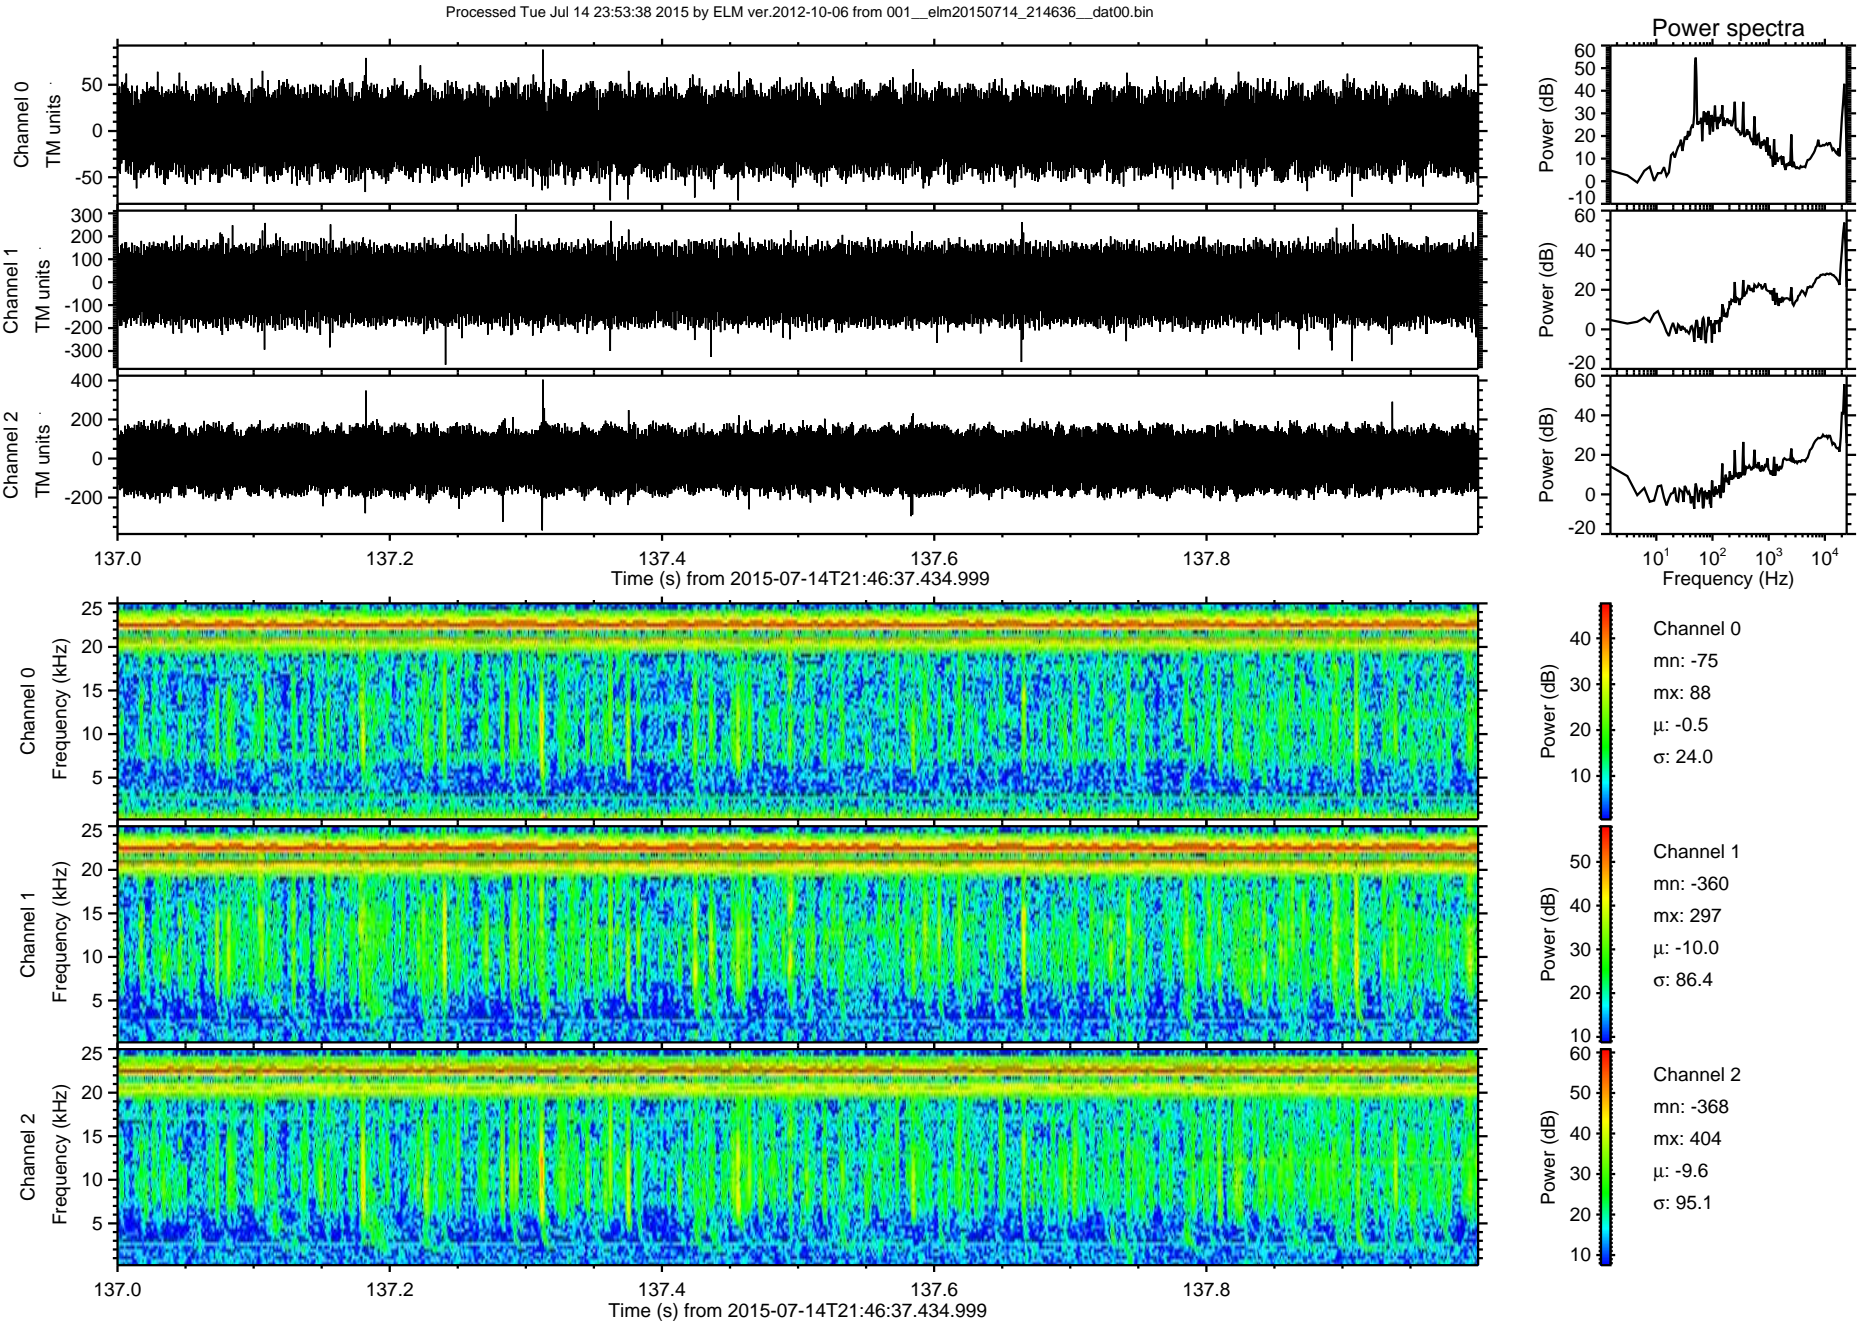 Processed Tue Jul 14 23:53:38 2015 by ELM ver.2012-10-06 from 001__elm20150714_214636__dat00.bin
Power spectra
Channel 0
TM units
50
0
-50
Power (dB)
60
50
40
30
20
10
0
-10
Channel 1
TM units
300
200
100
0
-100
-200
-300
Power (dB)
60
40
20
0
-20
Channel 2
TM units
400
200
0
-200
Power (dB)
60
40
20
0
-20
137.0 137.2 137.4 137.6 137.8
Time (s) from 2015-07-14T21:46:37.434.999
10¹ 10² 10³ 10⁴
Frequency (Hz)
Channel 0
Frequency (kHz)
25
20
15
10
5
Power (dB)
40
30
20
10
Channel 0
mn: -75
mx: 88
µ: -0.5
σ: 24.0
Channel 1
Frequency (kHz)
25
20
15
10
5
Power (dB)
50
40
30
20
10
Channel 1
mn: -360
mx: 297
µ: -10.0
σ: 86.4
Channel 2
Frequency (kHz)
25
20
15
10
5
Power (dB)
60
50
40
30
20
10
Channel 2
mn: -368
mx: 404
µ: -9.6
σ: 95.1
137.0 137.2 137.4 137.6 137.8
Time (s) from 2015-07-14T21:46:37.434.999